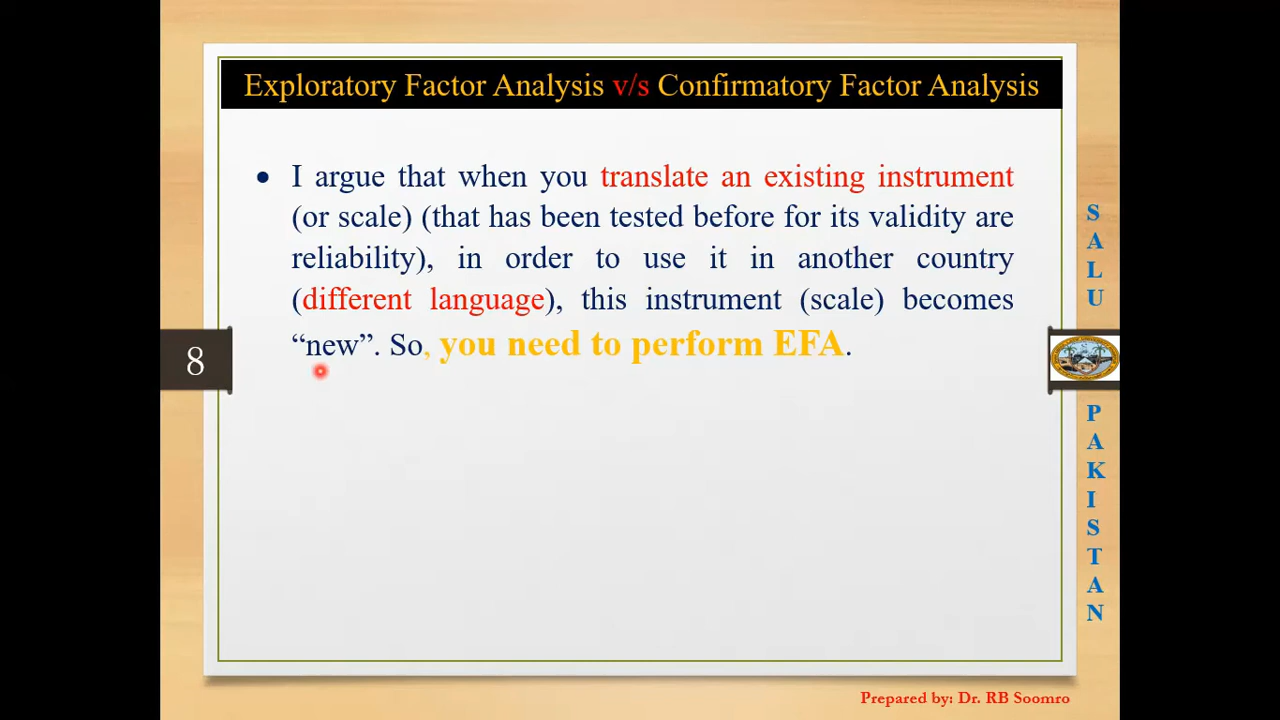 Exploratory Factor Analysis v/s Confirmatory Factor Analysis
• I argue that when you translate an existing instrument
(or scale) (that has been tested before for its validity are
reliability), in order to use it in another country
(different language), this instrument (scale) becomes
“new”. So, you need to perform EFA.
8
SALU
PAKISTAN
Prepared by: Dr. RB Soomro